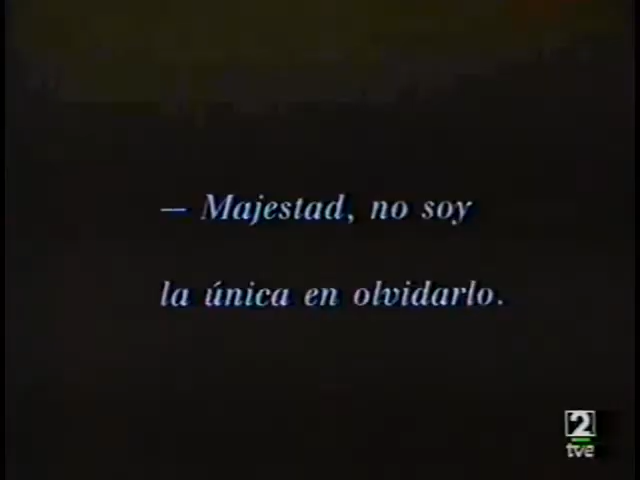 — Majestad, no soy
la única en olvidarlo.
2
tve